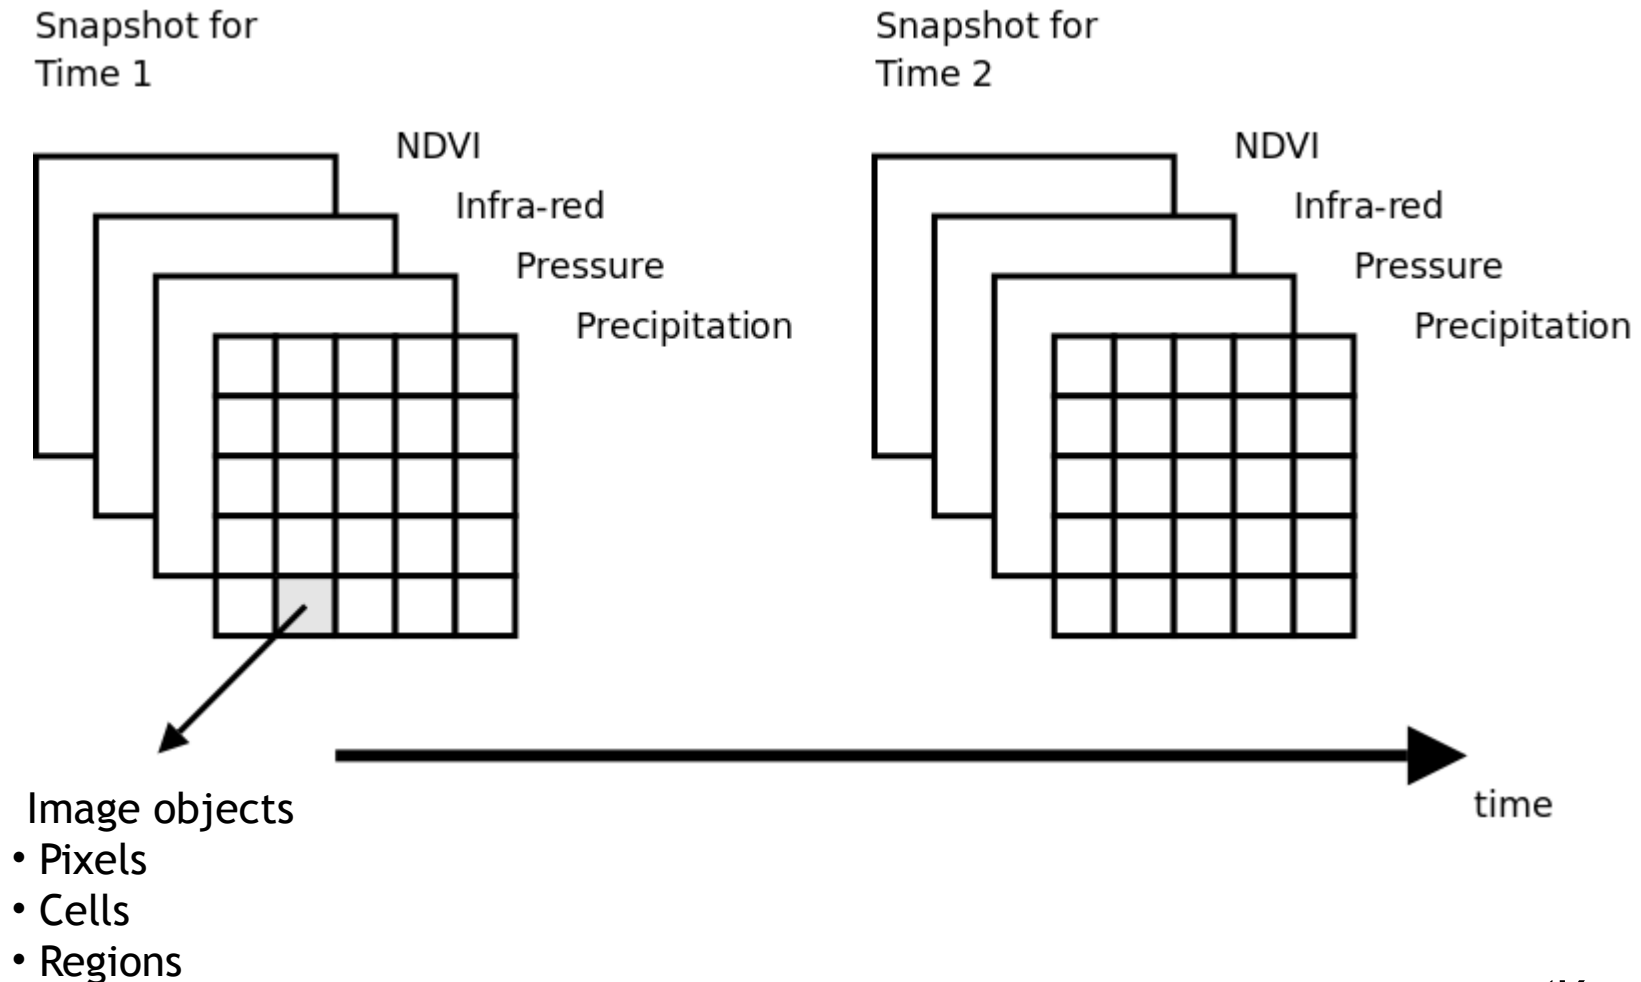 Snapshot for
Time 1
NDVI
Infra-red
Pressure
Precipitation
Snapshot for
Time 2
NDVI
Infra-red
Pressure
Precipitation
time
Image objects
• Pixels
• Cells
• Regions